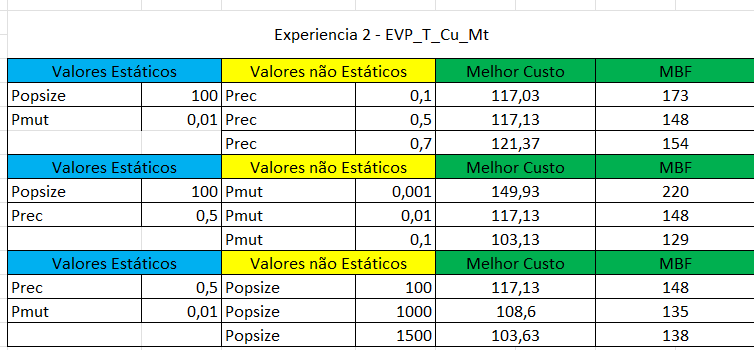 Experiencia 2 - EVP_T_Cu_Mt
Valores Estáticos Valores não Estáticos Melhor Custo MBF
Popsize 100 Prec 0,1 117,03 173
Pmut 0,01 Prec 0,5 117,13 148
Prec 0,7 121,37 154
Valores Estáticos Valores não Estáticos Melhor Custo MBF
Popsize 100 Pmut 0,001 149,93 220
Prec 0,5 Pmut 0,01 117,13 148
Pmut 0,1 103,13 129
Valores Estáticos Valores não Estáticos Melhor Custo MBF
Prec 0,5 Popsize 100 117,13 148
Pmut 0,01 Popsize 1000 108,6 135
Popsize 1500 103,63 138